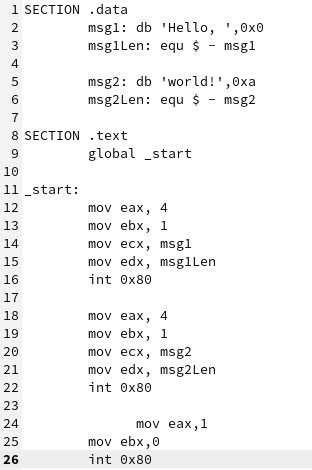 1 SECTION .data
2         msg1: db 'Hello, ',0x0
3         msg1Len: equ $ - msg1
4
5         msg2: db 'world!',0xa
6         msg2Len: equ $ - msg2
7
8 SECTION .text
9         global _start
10
11 _start:
12         mov eax, 4
13         mov ebx, 1
14         mov ecx, msg1
15         mov edx, msg1Len
16         int 0x80
17
18         mov eax, 4
19         mov ebx, 1
20         mov ecx, msg2
21         mov edx, msg2Len
22         int 0x80
23
24               mov eax,1
25         mov ebx,0
26         int 0x80